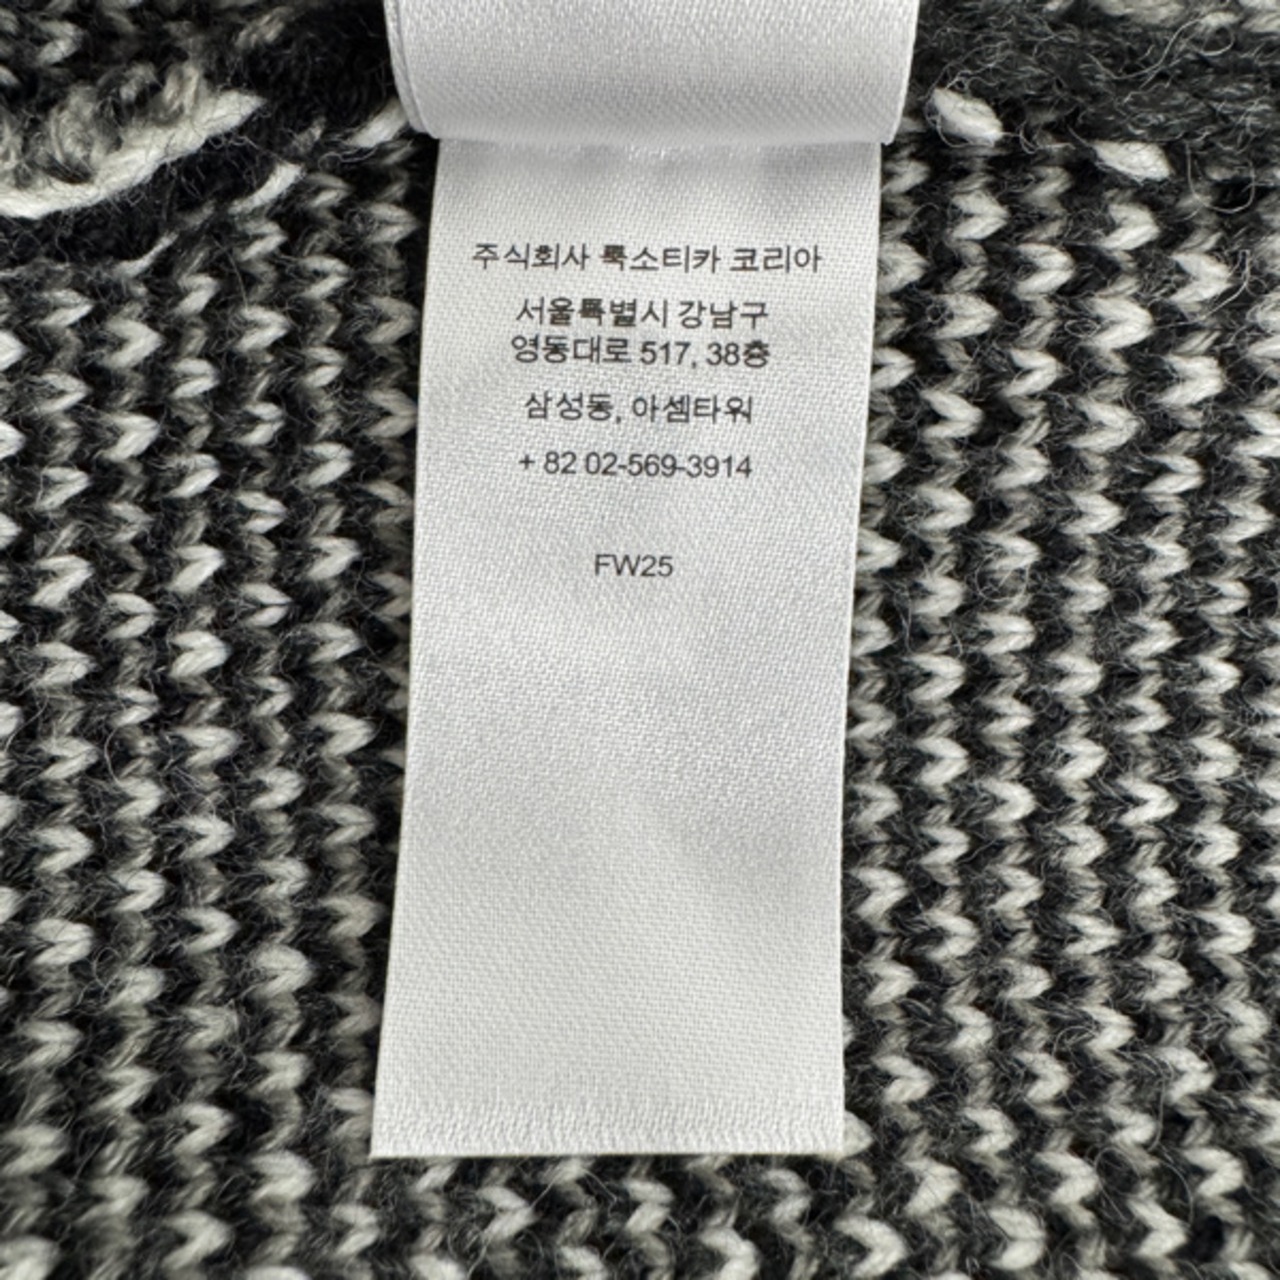 주식회사 룩소티카 코리아
서울특별시 강남구
영동대로 517, 38층
삼성동, 아셈타워
+ 82 02-569-3914
FW25